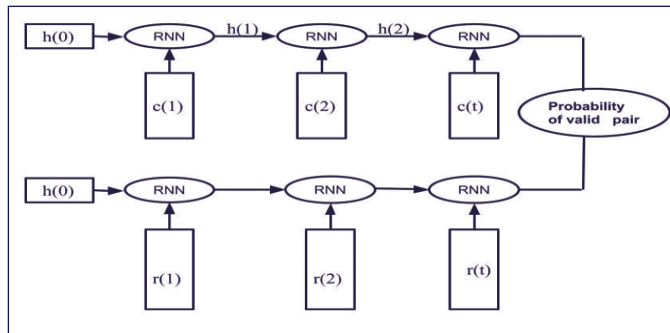 h(0)
RNN
h(1)
RNN
h(2)
RNN
c(1)
c(2)
c(t)
Probability
of valid pair
h(0)
RNN
RNN
RNN
r(1)
r(2)
r(t)